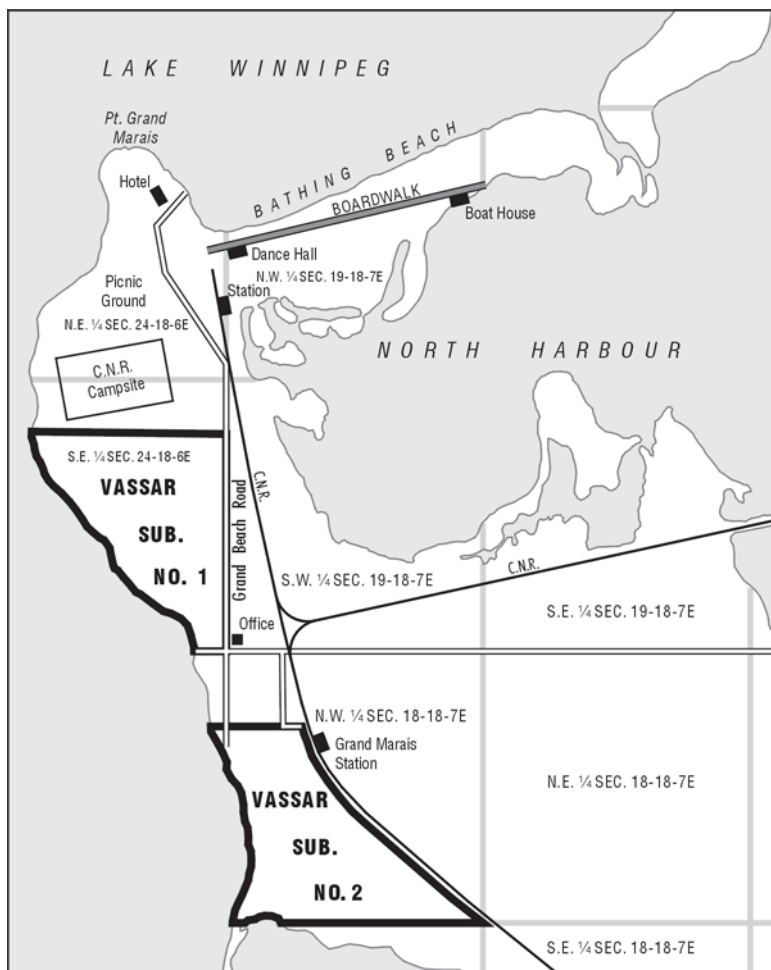 LAKE WINNIPEG
Pt. Grand
Marais
Hotel
BATHING BEACH
BOARDWALK
Boat House
Dance Hall
N.W. ¼ SEC. 19-18-7E
Station
Picnic
Ground
N.E. ¼ SEC. 24-18-6E
NORTH HARBOUR
C.N.R.
Campsite
S.E. ¼ SEC. 24-18-6E
VASSAR
SUB.
NO. 1
Grand Beach Road
C.N.R.
C.N.R.
S.W. ¼ SEC. 19-18-7E
S.E. ¼ SEC. 19-18-7E
Office
N.W. ¼ SEC. 18-18-7E
Grand Marais
Station
N.E. ¼ SEC. 18-18-7E
VASSAR
SUB.
NO. 2
S.E. ¼ SEC. 18-18-7E